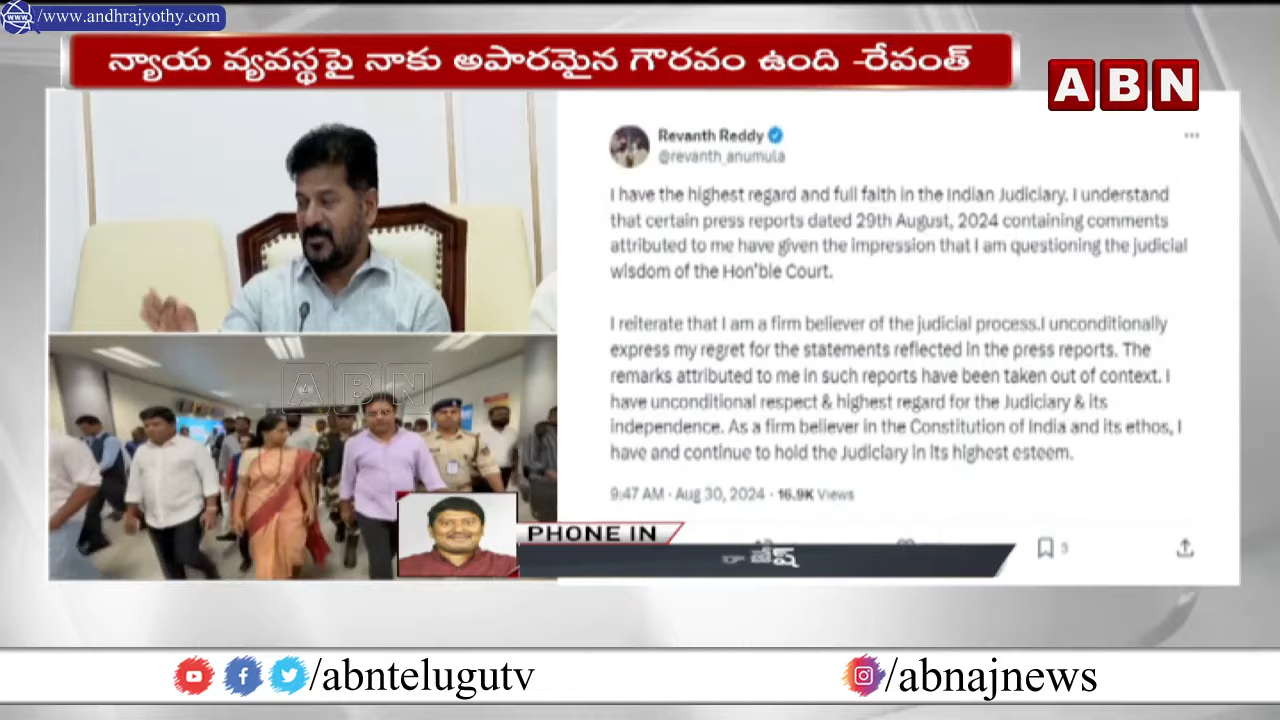 /www.andhrajyothy.com
న్యాయ వ్యవస్థపై నాకు అపారమైన గౌరవం ఉంది -రేవంత్
ABN
Revanth Reddy
@revanth_anumula
I have the highest regard and full faith in the Indian Judiciary. I understand
that certain press reports dated 29th August, 2024 containing comments
attributed to me have given the impression that I am questioning the judicial
wisdom of the Hon'ble Court.
I reiterate that I am a firm believer of the judicial process.I unconditionally
express my regret for the statements reflected in the press reports. The
remarks attributed to me in such reports have been taken out of context. I
have unconditional respect & highest regard for the Judiciary & its
independence. As a firm believer in the Constitution of India and its ethos, I
have and continue to hold the Judiciary in its highest esteem.
9:47 AM · Aug 30, 2024 · 16.9K Views
3
ABN
PHONE IN
/abntelugutv
/abnajnews